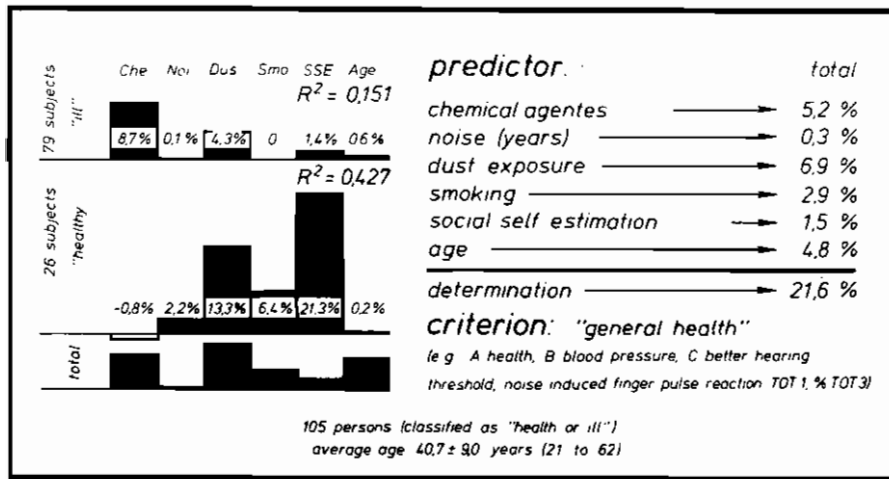 79 subjects
"ill"
Che Noi Dus Smo SSE Age
R² = 0,151
8,7% 0,1% 4,3% 0 1,4% 06%
26 subjects
"healthy
R² = 0,427
-0,8% 2,2% 13,3% 6,4% 21,3% 0,2%
total
predictor. total
chemical agentes 5,2 %
noise (years) 0,3 %
dust exposure 6,9 %
smoking 2,9 %
social self estimation 1,5 %
age 4,8 %
determination 21,6 %
criterion: "general health"
(e g A health, B blood pressure, C better hearing
threshold, noise induced finger pulse reaction TOT 1, % TOT3)
105 persons (classified as "health or ill")
average age 40,7 ± 9,0 years (21 to 62)